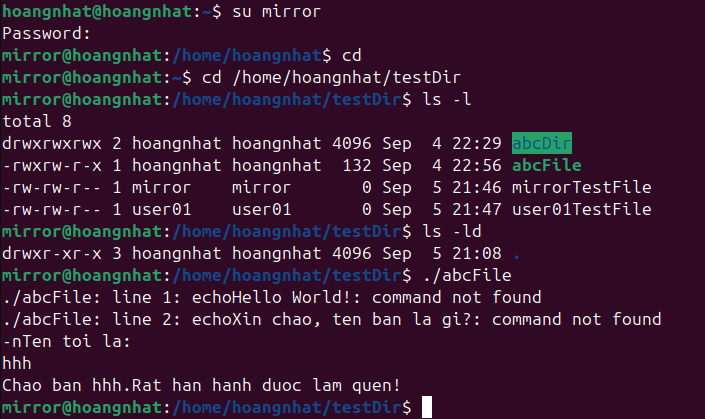 hoangnhat@hoangnhat:~$ su mirror
Password:
mirror@hoangnhat:/home/hoangnhat$ cd
mirror@hoangnhat:~$ cd /home/hoangnhat/testDir
mirror@hoangnhat:/home/hoangnhat/testDir$ ls -l
total 8
drwxrwxrwx 2 hoangnhat hoangnhat 4096 Sep  4 22:29 abcDir
-rwxrw-r-x 1 hoangnhat hoangnhat  132 Sep  4 22:56 abcFile
-rw-rw-r-- 1 mirror    mirror       0 Sep  5 21:46 mirrorTestFile
-rw-rw-r-- 1 user01    user01       0 Sep  5 21:47 user01TestFile
mirror@hoangnhat:/home/hoangnhat/testDir$ ls -ld
drwxr-xr-x 3 hoangnhat hoangnhat 4096 Sep  5 21:08 .
mirror@hoangnhat:/home/hoangnhat/testDir$ ./abcFile
./abcFile: line 1: echoHello World!: command not found
./abcFile: line 2: echoXin chao, ten ban la gi?: command not found
-nTen toi la:
hhh
Chao ban hhh.Rat han hanh duoc lam quen!
mirror@hoangnhat:/home/hoangnhat/testDir$